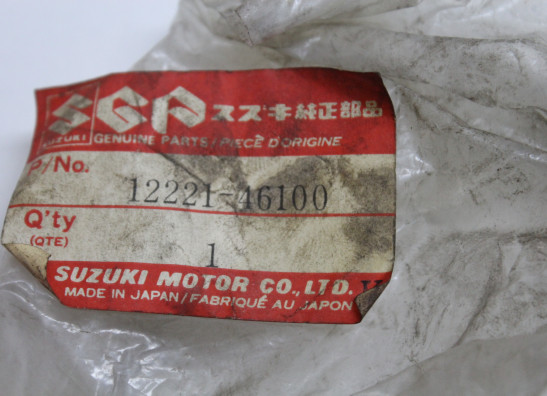 SGP スズキ純正部品
SUZUKI GENUINE PARTS/PIÈCE D'ORIGINE
P/No.
12221-46100
Q'ty
(QTE)
1
SUZUKI MOTOR CO.,LTD.
MADE IN JAPAN/FABRIQUÉ AU JAPON